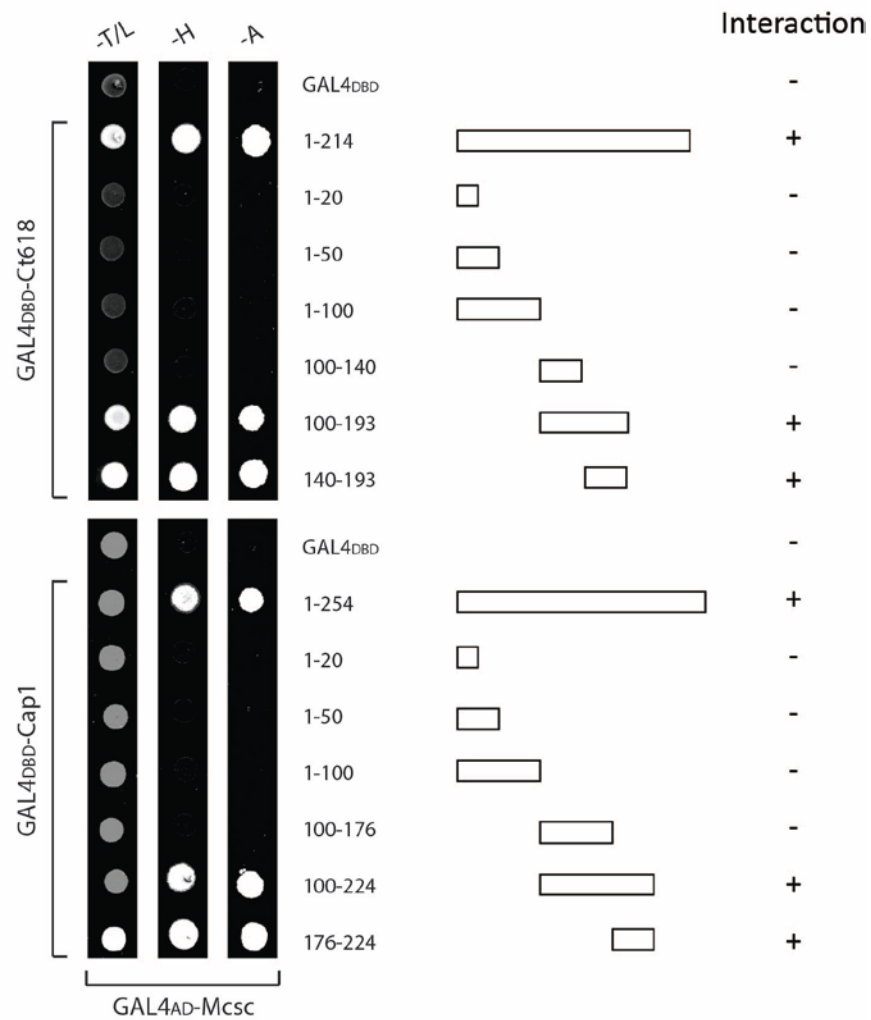 Interaction
-T/L -H -A
GAL4DBD -
1-214 +
1-20 -
1-50 -
1-100 -
100-140 -
100-193 +
140-193 +
GAL4DBD-Ct618
GAL4DBD -
1-254 +
1-20 -
1-50 -
1-100 -
100-176 -
100-224 +
176-224 +
GAL4DBD-Cap1
GAL4AD-Mcsc